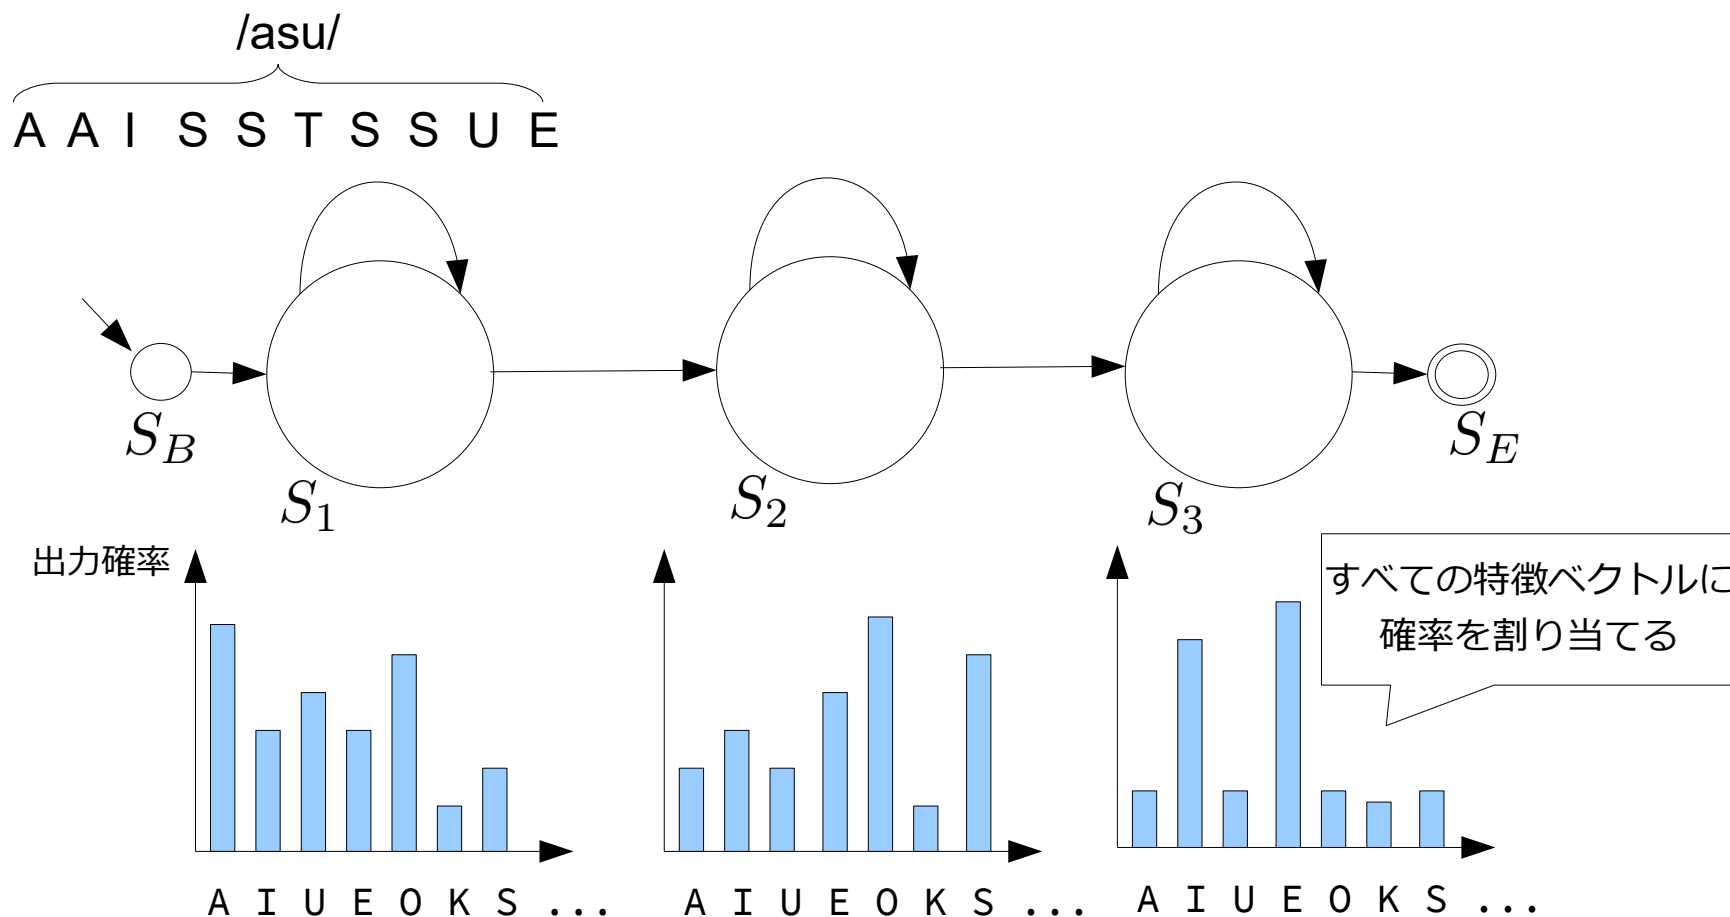 /asu/
A A I S S T S S U E
S_B
S_1
S_2
S_3
S_E
出力確率
すべての特徴ベクトルに
確率を割り当てる
A I U E O K S ...
A I U E O K S ...
A I U E O K S ...